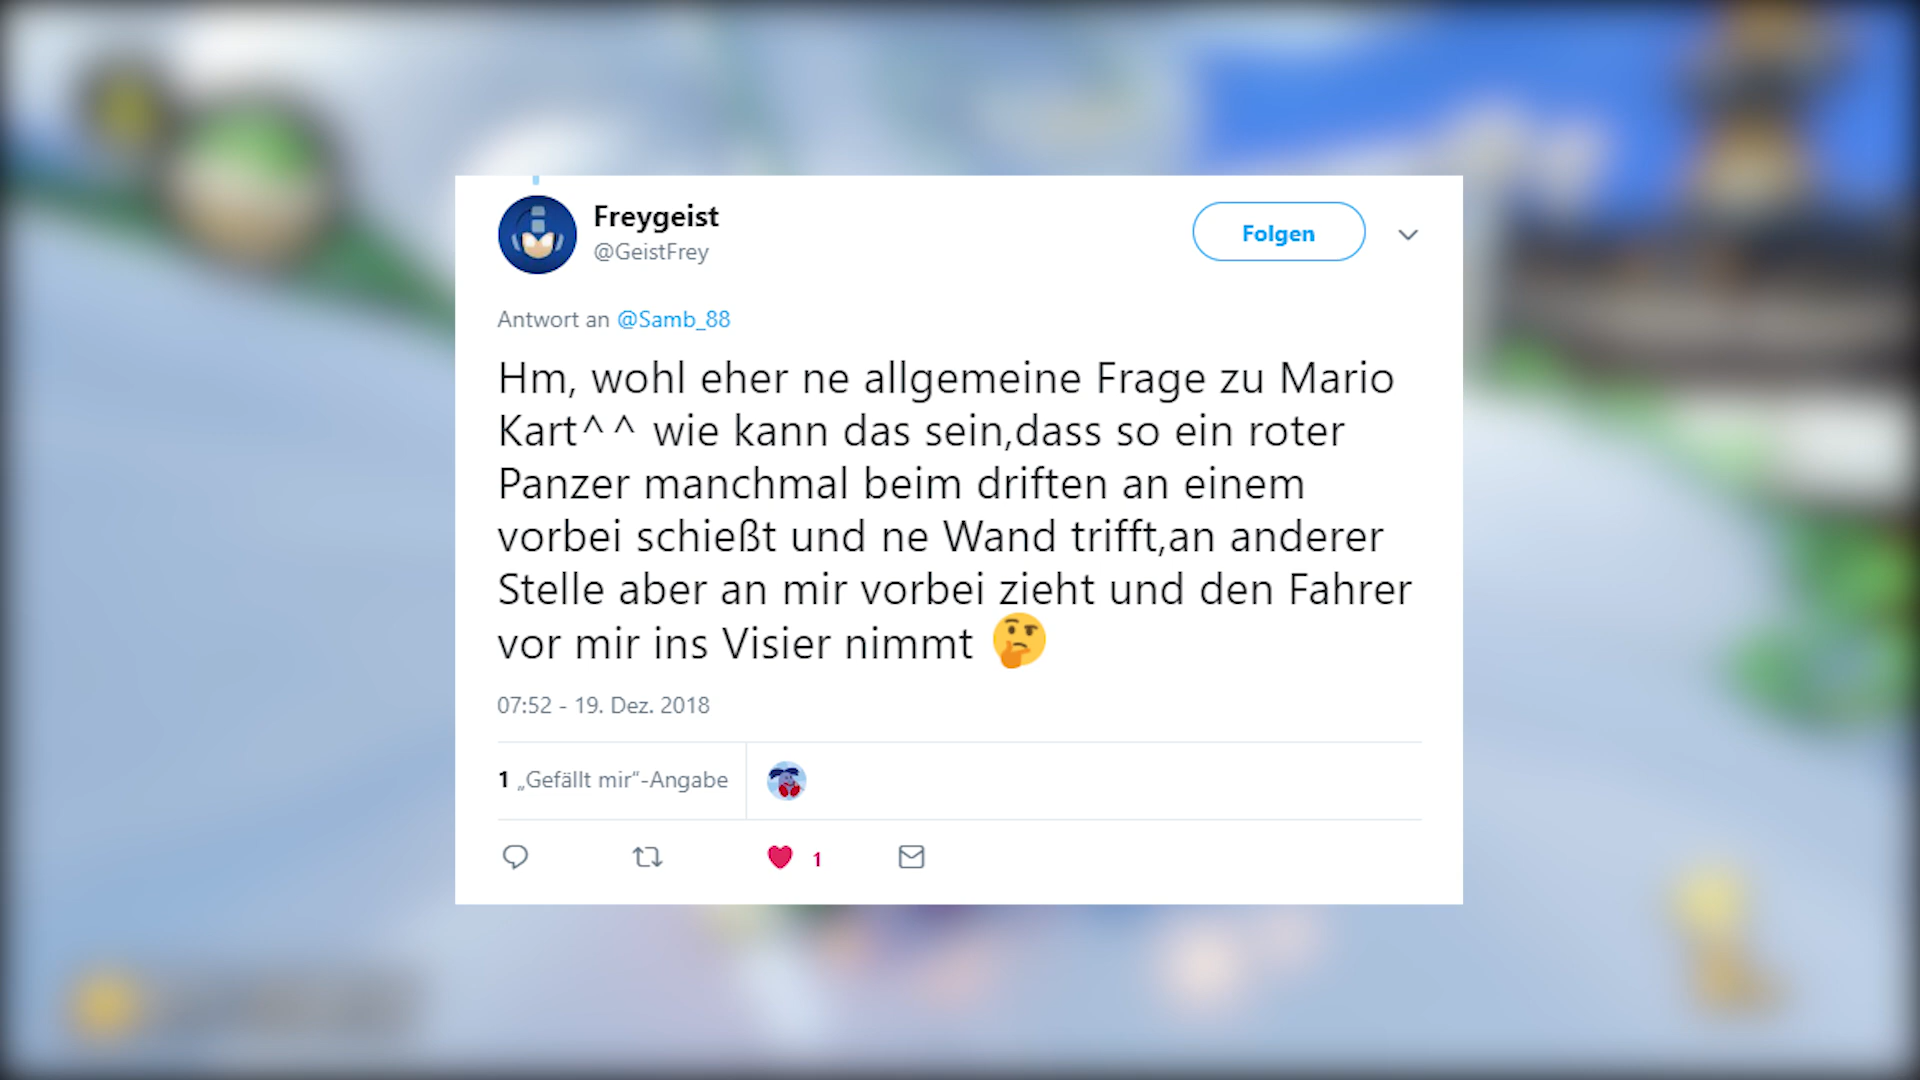 Freygeist
@GeistFrey
Folgen
Antwort an @Samb_88
Hm, wohl eher ne allgemeine Frage zu Mario
Kart^^ wie kann das sein,dass so ein roter
Panzer manchmal beim driften an einem
vorbei schießt und ne Wand trifft,an anderer
Stelle aber an mir vorbei zieht und den Fahrer
vor mir ins Visier nimmt 🤔
07:52 - 19. Dez. 2018
1 „Gefällt mir“-Angabe
1